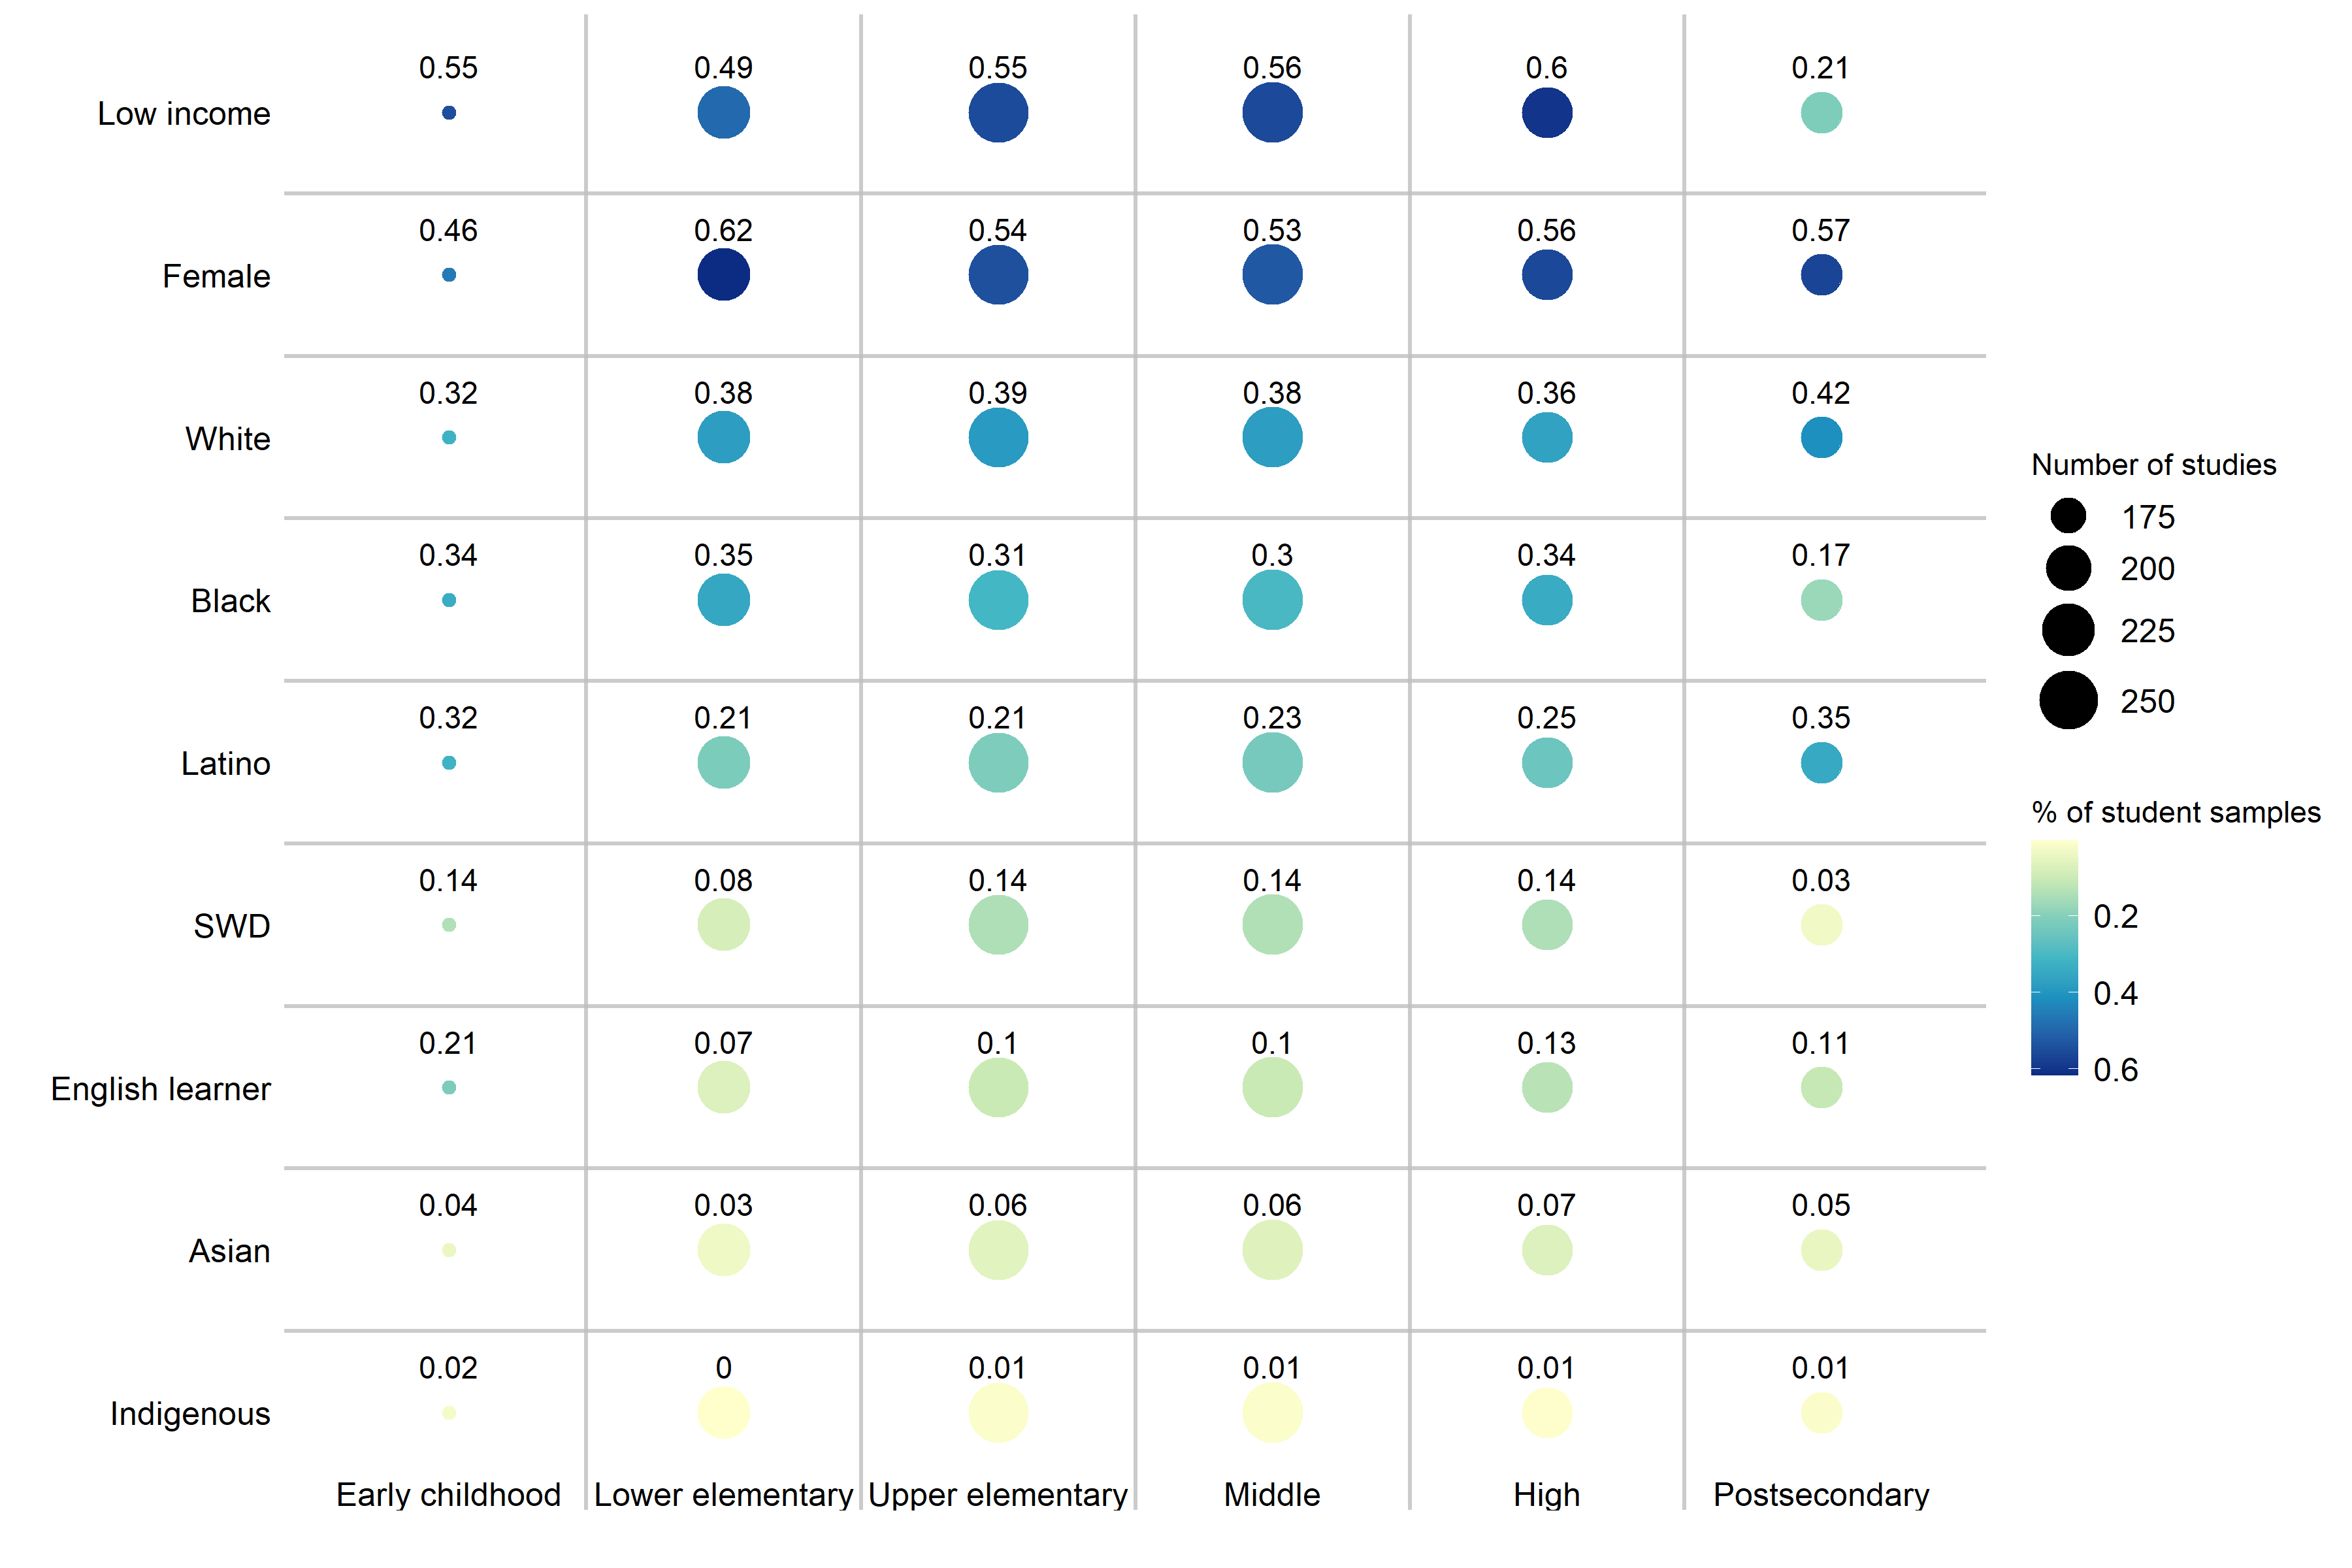 0.55 0.49 0.55 0.56 0.6 0.21
Low income
0.46 0.62 0.54 0.53 0.56 0.57
Female
0.32 0.38 0.39 0.38 0.36 0.42
White
0.34 0.35 0.31 0.3 0.34 0.17
Black
0.32 0.21 0.21 0.23 0.25 0.35
Latino
0.14 0.08 0.14 0.14 0.14 0.03
SWD
0.21 0.07 0.1 0.1 0.13 0.11
English learner
0.04 0.03 0.06 0.06 0.07 0.05
Asian
0.02 0 0.01 0.01 0.01 0.01
Indigenous
Early childhood Lower elementary Upper elementary Middle High Postsecondary
Number of studies
175
200
225
250
% of student samples
0.2
0.4
0.6